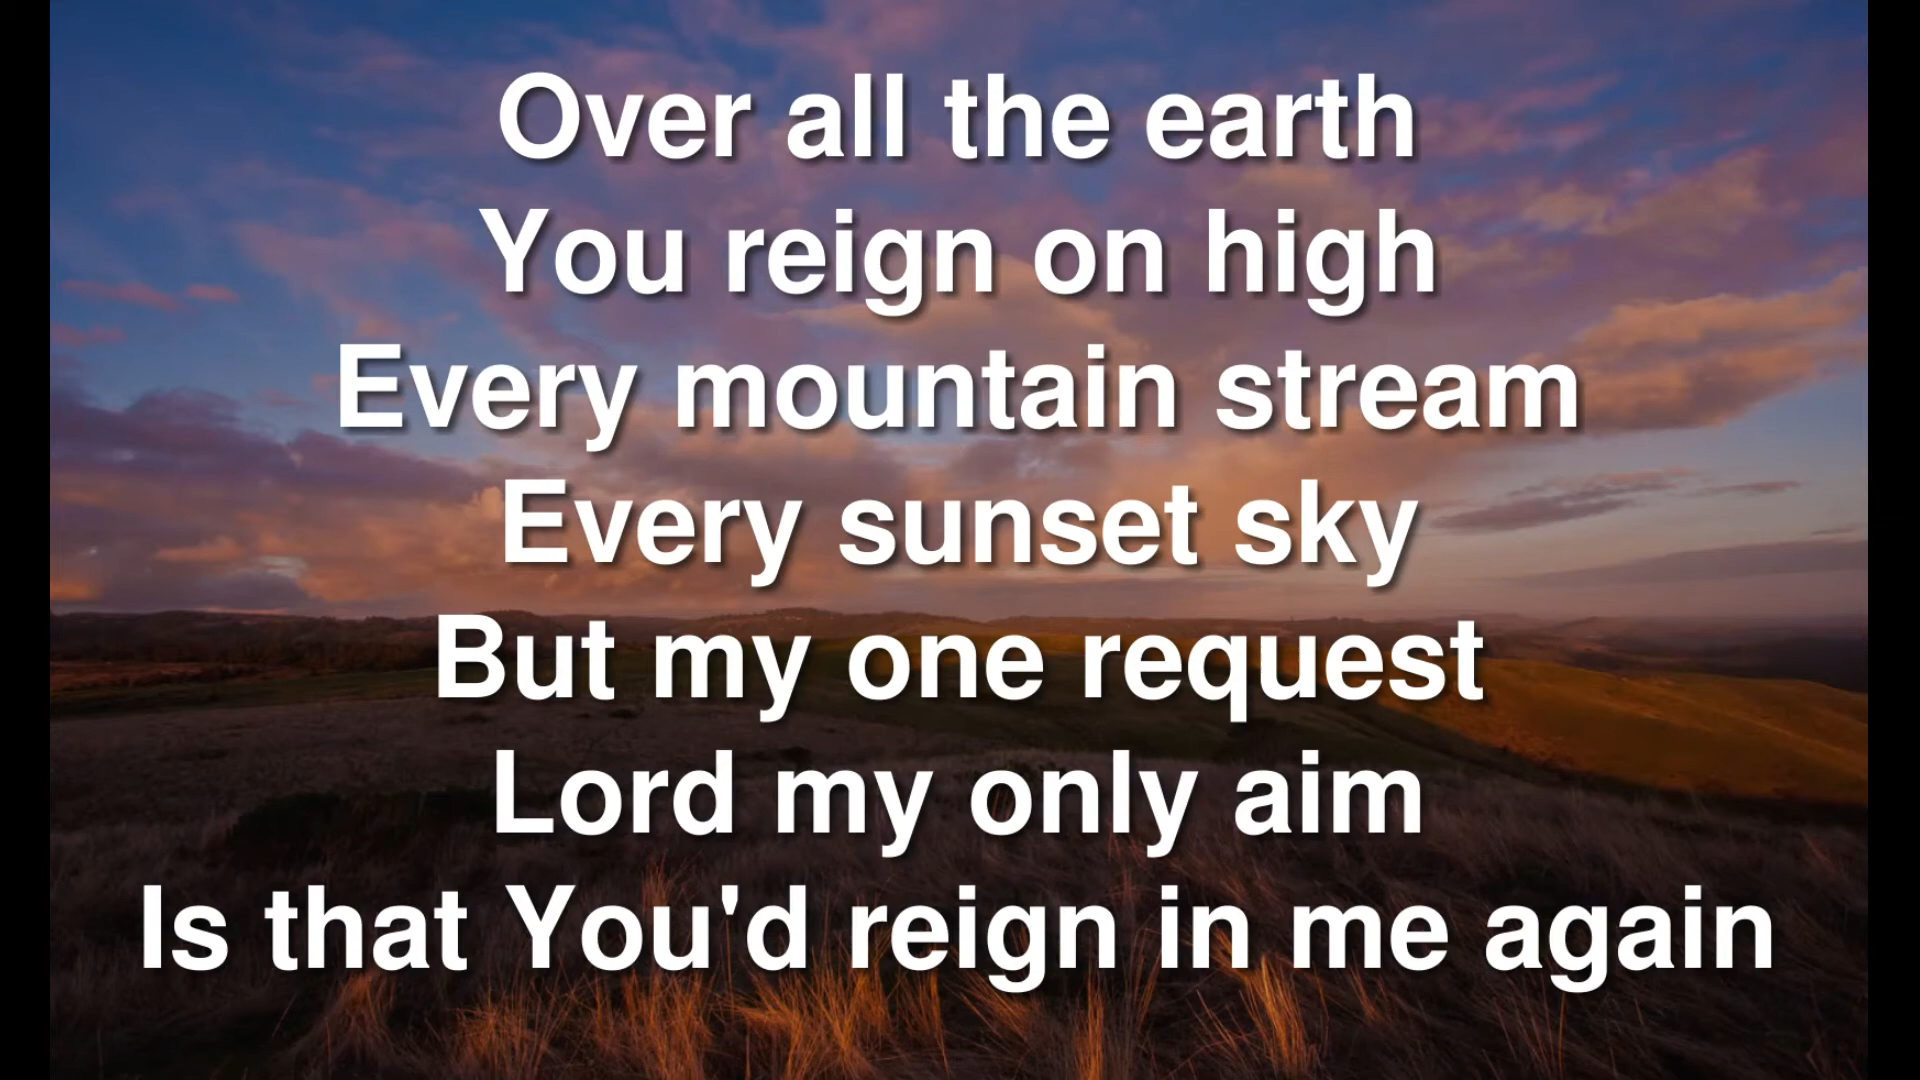 Over all the earth
You reign on high
Every mountain stream
Every sunset sky
But my one request
Lord my only aim
Is that You'd reign in me again